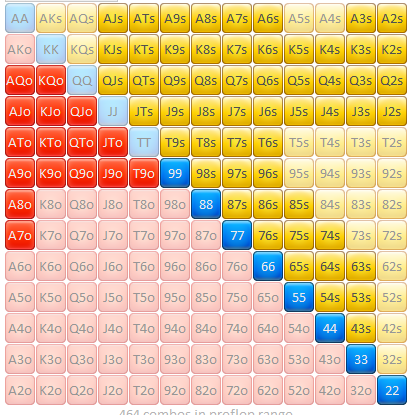 AA AKs AQs AJs ATs A9s A8s A7s A6s A5s A4s A3s A2s
AKo KK KQs KJs KTs K9s K8s K7s K6s K5s K4s K3s K2s
AQo KQo QQ QJs QTs Q9s Q8s Q7s Q6s Q5s Q4s Q3s Q2s
AJo KJo QJo JJ JTs J9s J8s J7s J6s J5s J4s J3s J2s
ATo KTo QTo JTo TT T9s T8s T7s T6s T5s T4s T3s T2s
A9o K9o Q9o J9o T9o 99 98s 97s 96s 95s 94s 93s 92s
A8o K8o Q8o J8o T8o 98o 88 87s 86s 85s 84s 83s 82s
A7o K7o Q7o J7o T7o 97o 87o 77 76s 75s 74s 73s 72s
A6o K6o Q6o J6o T6o 96o 86o 76o 66 65s 64s 63s 62s
A5o K5o Q5o J5o T5o 95o 85o 75o 65o 55 54s 53s 52s
A4o K4o Q4o J4o T4o 94o 84o 74o 64o 54o 44 43s 42s
A3o K3o Q3o J3o T3o 93o 83o 73o 63o 53o 43o 33 32s
A2o K2o Q2o J2o T2o 92o 82o 72o 62o 52o 42o 32o 22
464 combos in preflop range